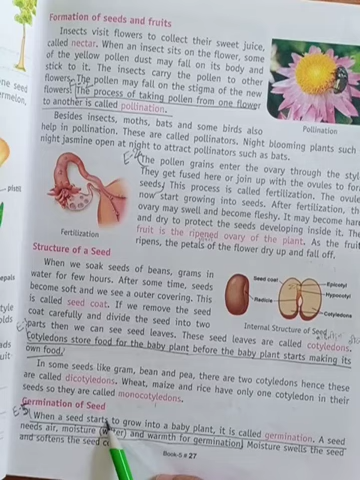 Formation of seeds and fruits
Insects visit flowers to collect their sweet juice,
called nectar. When an insect sits on the flower, some
of the yellow pollen dust may fall on its body and
stick to it. The insects carry the pollen to other
flowers. The pollen may fall on the stigma of the new
flowers. The process of taking pollen from one flower
to another is called pollination.
Pollination
Besides insects, moths, bats and some birds also
help in pollination. These are called pollinators. Night blooming plants such
night jasmine open at night to attract pollinators such as bats.
The pollen grains enter the ovary through the
They get fused here or join up with the ovules to
seeds. This process is called fertilization. The
now start growing into seeds. After fertilization,
ovary may swell and become fleshy. It may become
and dry to protect the seeds developing inside it. The
fruit is the ripened ovary of the plant. As the fruit
ripens, the petals of the flower dry up and fall off.
Fertilization
Structure of a Seed
When we soak seeds of beans, grams in
water for few hours. After some time, seeds
become soft and we see a outer covering. This
is called seed coat. If we remove the seed
coat carefully and divide the seed into two
parts then we can see seed leaves. These seed leaves are called cotyledons.
Cotyledons store food for the baby plant before the baby plant starts making its
own food.
Seed coat
Radicle
Epicotyl
Hypocotyl
Cotyledons
Internal Structure of Seed
In some seeds like gram, bean and pea, there are two cotyledons hence these
are called dicotyledons. Wheat, maize and rice have only one cotyledon in their
seeds so they are called monocotyledons.
Germination of Seed
When a seed starts to grow into a baby plant, it is called germination. A seed
needs air, moisture and warmth for germination. Moisture swells the seed
and softens the seed
Book-5 # 27